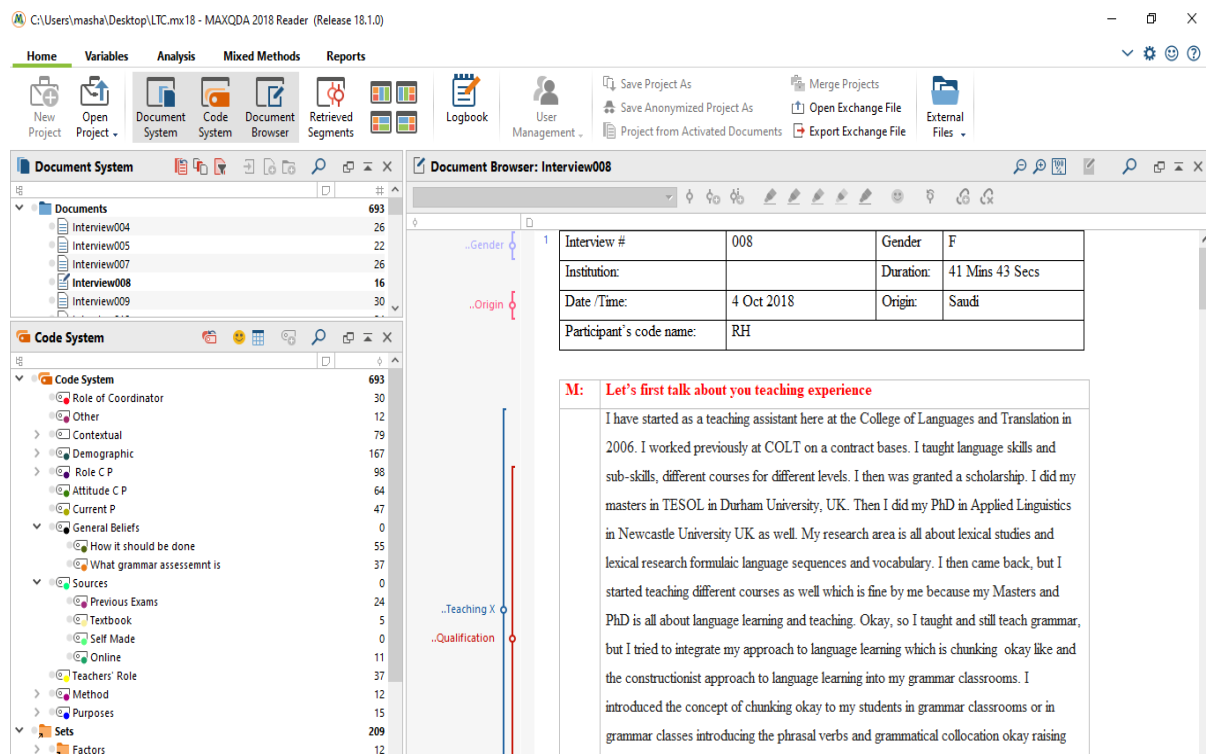 C:\Users\masha\Desktop\LTC.mx18 - MAXQDA 2018 Reader (Release 18.1.0)
Home Variables Analysis Mixed Methods Reports
New Project
Open Project
Document System
Code System
Document Browser
Retrieved Segments
Logbook
User Management
Save Project As
Save Anonymized Project As
Project from Activated Documents
Merge Projects
Open Exchange File
Export Exchange File
External Files
Document System
#
Documents 693
Interview004 26
Interview005 22
Interview007 26
Interview008 16
Interview009 30
Code System
Code System 693
Role of Coordinator 30
Other 12
Contextual 79
Demographic 167
Role C P 98
Attitude C P 64
Current P 47
General Beliefs 0
How it should be done 55
What grammar assessemnt is 37
Sources 0
Previous Exams 24
Textbook 5
Self Made 0
Online 11
Teachers' Role 37
Method 12
Purposes 15
Sets 209
Factors 12
Document Browser: Interview008
..Gender
..Origin
..Teaching X
..Qualification
1
Interview # 008 Gender F
Institution: Duration: 41 Mins 43 Secs
Date /Time: 4 Oct 2018 Origin: Saudi
Participant's code name: RH
M: Let's first talk about you teaching experience
I have started as a teaching assistant here at the College of Languages and Translation in
2006. I worked previously at COLT on a contract bases. I taught language skills and
sub-skills, different courses for different levels. I then was granted a scholarship. I did my
masters in TESOL in Durham University, UK. Then I did my PhD in Applied Linguistics
in Newcastle University UK as well. My research area is all about lexical studies and
lexical research formulaic language sequences and vocabulary. I then came back, but I
started teaching different courses as well which is fine by me because my Masters and
PhD is all about language learning and teaching. Okay, so I taught and still teach grammar,
but I tried to integrate my approach to language learning which is chunking okay like and
the constructionist approach to language learning into my grammar classrooms. I
introduced the concept of chunking okay to my students in grammar classrooms or in
grammar classes introducing the phrasal verbs and grammatical collocation okay raising